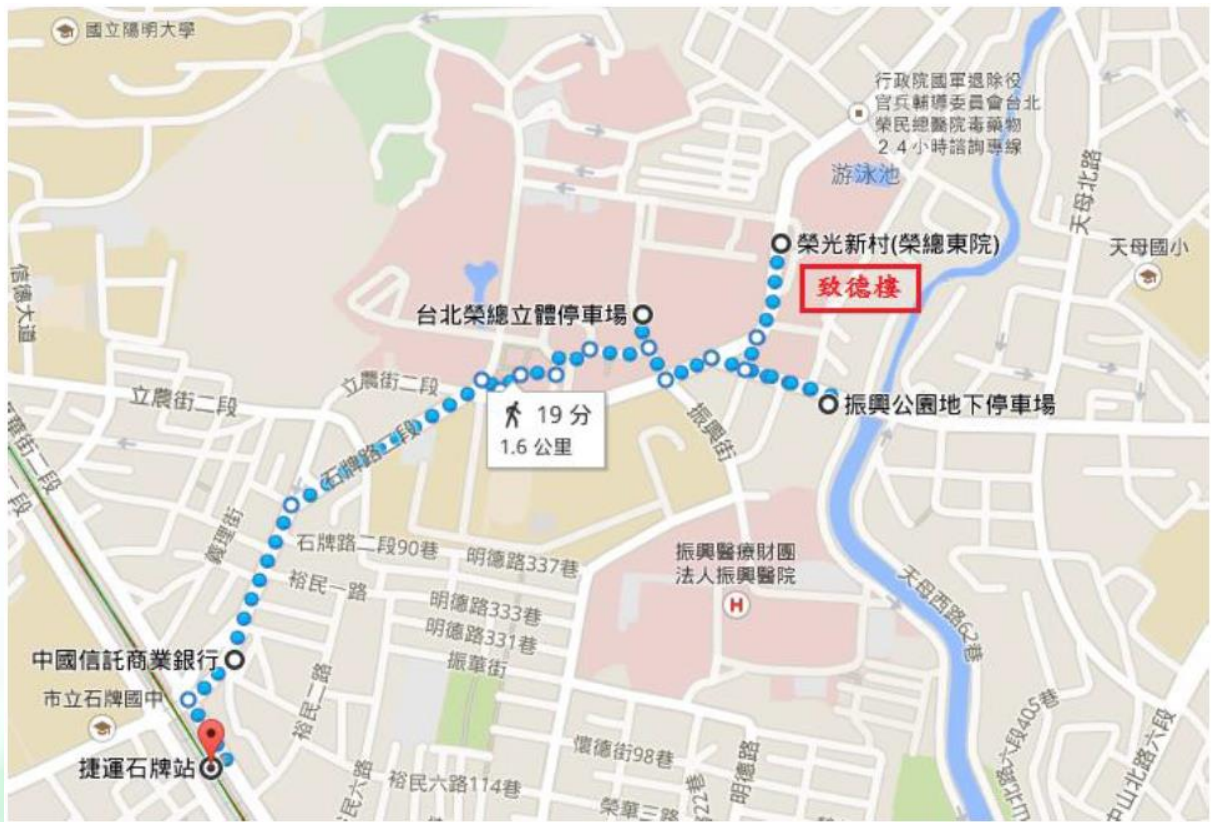 國立陽明大學
行政院國軍退除役
官兵輔導委員會台北
榮民總醫院毒藥物
24小時諮詢專線
游泳池
天母北路
榮光新村(榮總東院)
天母國小
致德樓
信德大道
台北榮總立體停車場
立農街二段
立農街二段
19 分
1.6 公里
振興公園地下停車場
振興街
石牌路二段
義理街
石牌路二段90巷
明德路337巷
振興醫療財團
法人振興醫院
H
裕民一路
明德路333巷
明德路331巷
振華街
天母西路62巷
中國信託商業銀行
市立石牌國中
裕民二路
捷運石牌站
懷德街98巷
明德路
裕民六路114巷
榮華三路
中山北路六段